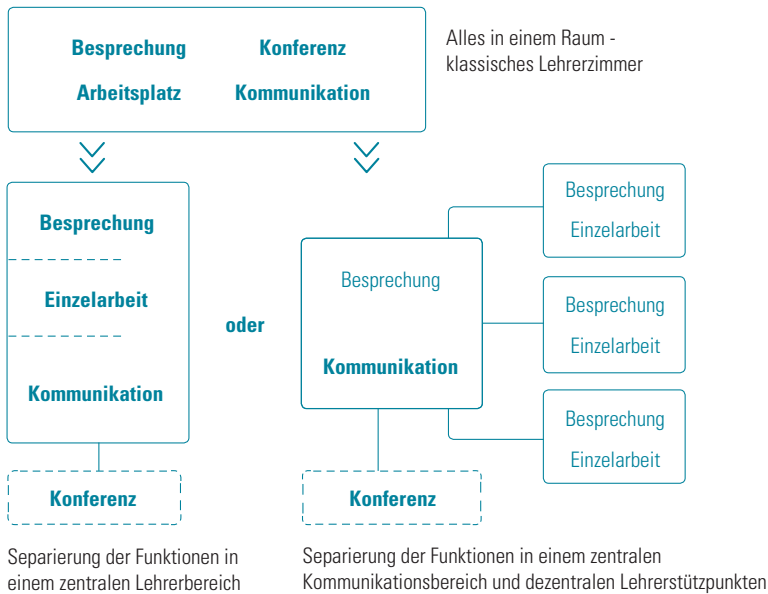 Besprechung Konferenz
Arbeitsplatz Kommunikation
Alles in einem Raum -
klassisches Lehrerzimmer
Besprechung
Einzelarbeit
Kommunikation
Konferenz
oder
Besprechung
Kommunikation
Konferenz
Besprechung
Einzelarbeit
Besprechung
Einzelarbeit
Besprechung
Einzelarbeit
Separierung der Funktionen in
einem zentralen Lehrerbereich
Separierung der Funktionen in einem zentralen
Kommunikationsbereich und dezentralen Lehrerstützpunkten